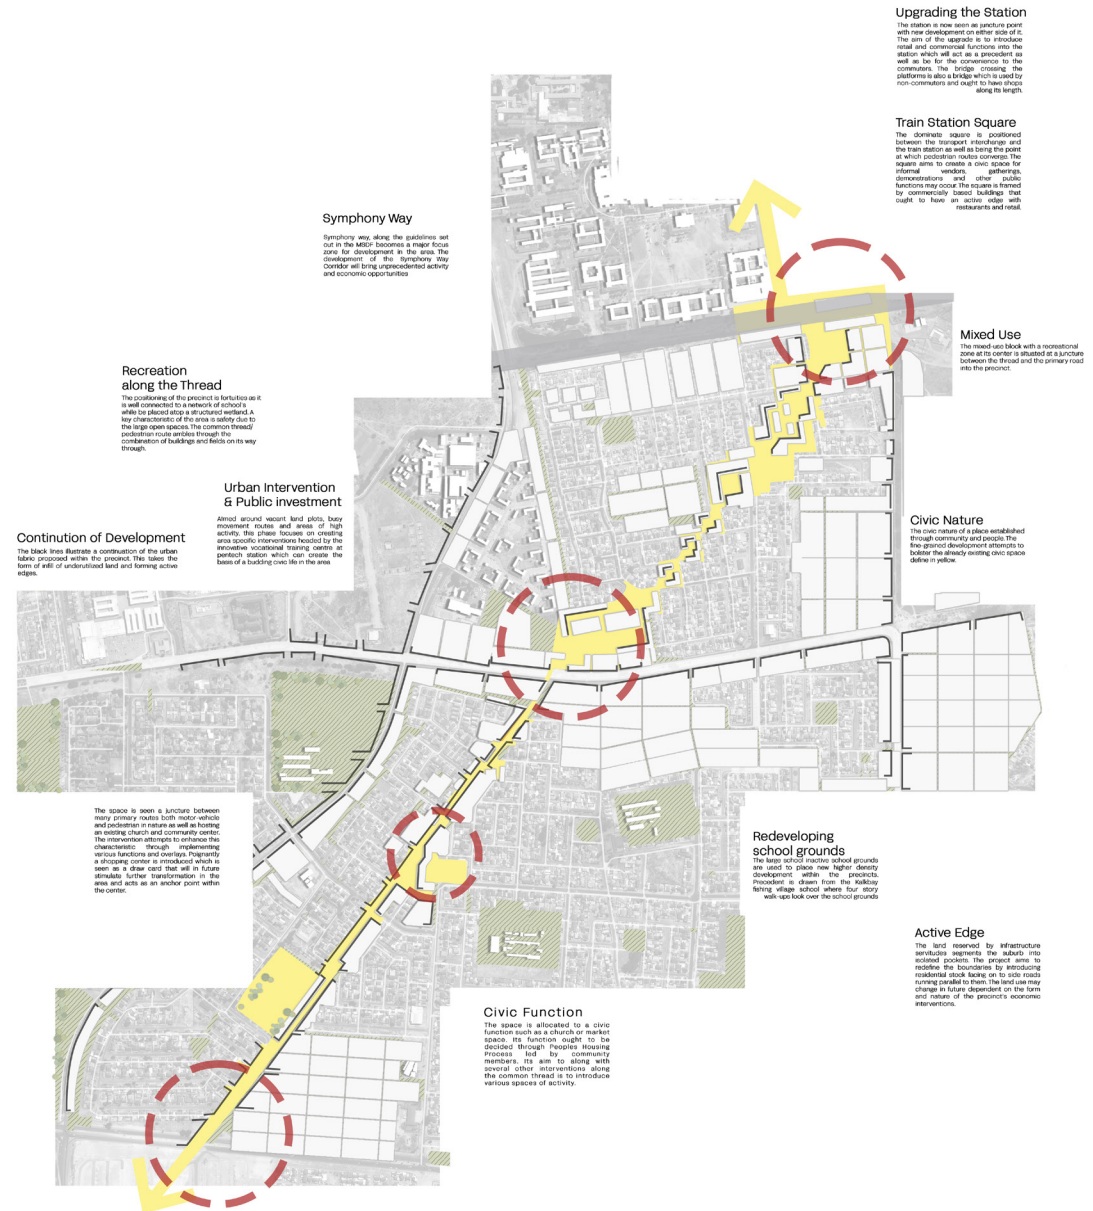 Upgrading the Station
The station is now seen as juncture point
with new development on either side of it.
The aim of the upgrade is to introduce
retail and commercial functions into the
station which will act as a precedent as
well as be for the convenience to the
commuters. The bridge crossing the
platforms is also a bridge which is used by
non-commuters and ought to have shops
along its length.
Train Station Square
The dominate square is positioned
between the transport interchange and
the train station as well as being the point
at which pedestrian routes converge. The
square aims to create a civic space for
informal vendors, gatherings,
demonstrations and other public
functions may occur. The square is framed
by commercially based buildings that
ought to have an active edge with
restaurants and retail.
Symphony Way
Symphony way, along the guidelines set
out in the MSDF becomes a major focus
zone for development in the area. The
development of the Symphony Way
Corridor will bring unprecedented activity
and economic opportunities
Mixed Use
The mixed-use block with a recreational
zone at its center is situated at a juncture
between the thread and the primary road
into the precinct.
Recreation
along the Thread
The positioning of the precinct is fortuities as it
is well connected to a network of school's
while be placed atop a structured wetland. A
key characteristic of the area is safety due to
the large open spaces. The common thread/
pedestrian route ambles through the
combination of buildings and fields on its way
through.
Urban Intervention
& Public investment
Aimed around vacant land plots, busy
movement routes and areas of high
activity, this phase focuses on creating
area specific interventions headed by the
innovative vocatioinal training centre at
pentech station which can create the
basis of a budding civic life in the area
Civic Nature
The civic nature of a place established
through community and people. The
fine-grained development attempts to
bolster the already existing civic space
define in yellow.
Continution of Development
The black lines illustrate a continuation of the urban
fabric proposed within the precinct. This takes the
form of infill of underutilized land and forming active
edges.
The space is seen a juncture between
many primary routes both motor-vehicle
and pedestrian in nature as well as hosting
an existing church and community center.
The intervention attempts to enhance this
characteristic through implementing
various functions and overlays. Poignantly
a shopping center is introduced which is
seen as a draw card that will in future
stimulate further transformation in the
area and acts as an anchor point within
the center.
Redeveloping
school grounds
The large school inactive school grounds
are used to place new higher density
development within the precincts.
Precedent is drawn from the Kalkbay
fishing village school where four story
walk-ups look over the school grounds
Active Edge
The land reserved by infrastructure
servitudes segments the suburb into
isolated pockets. The project aims to
redefine the boundaries by introducing
residential stock facing on to side roads
running parallel to them. The land use may
change in future dependent on the form
and nature of the precinct's economic
interventions.
Civic Function
The space is allocated to a civic
function such as a church or market
space. Its function ought to be
decided through Peoples Housing
Process led by community
members. Its aim to along with
several other interventions along
the common thread is to introduce
various spaces of activity.